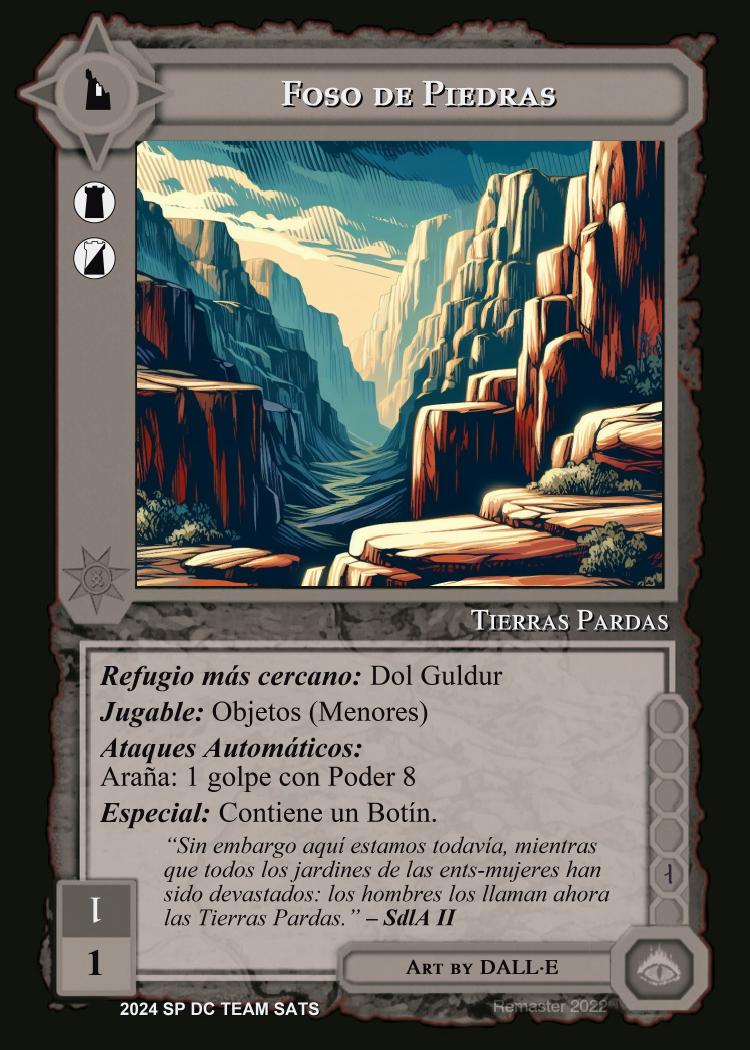 Foso de Piedras
Tierras Pardas
Refugio más cercano: Dol Guldur
Jugable: Objetos (Menores)
Ataques Automáticos:
Araña: 1 golpe con Poder 8
Especial: Contiene un Botín.
“Sin embargo aquí estamos todavía, mientras
que todos los jardines de las ents-mujeres han
sido devastados: los hombres los llaman ahora
las Tierras Pardas.” – SdlA II
1
Art by DALL·E
2024 SP DC TEAM SATS
Remaster 2022